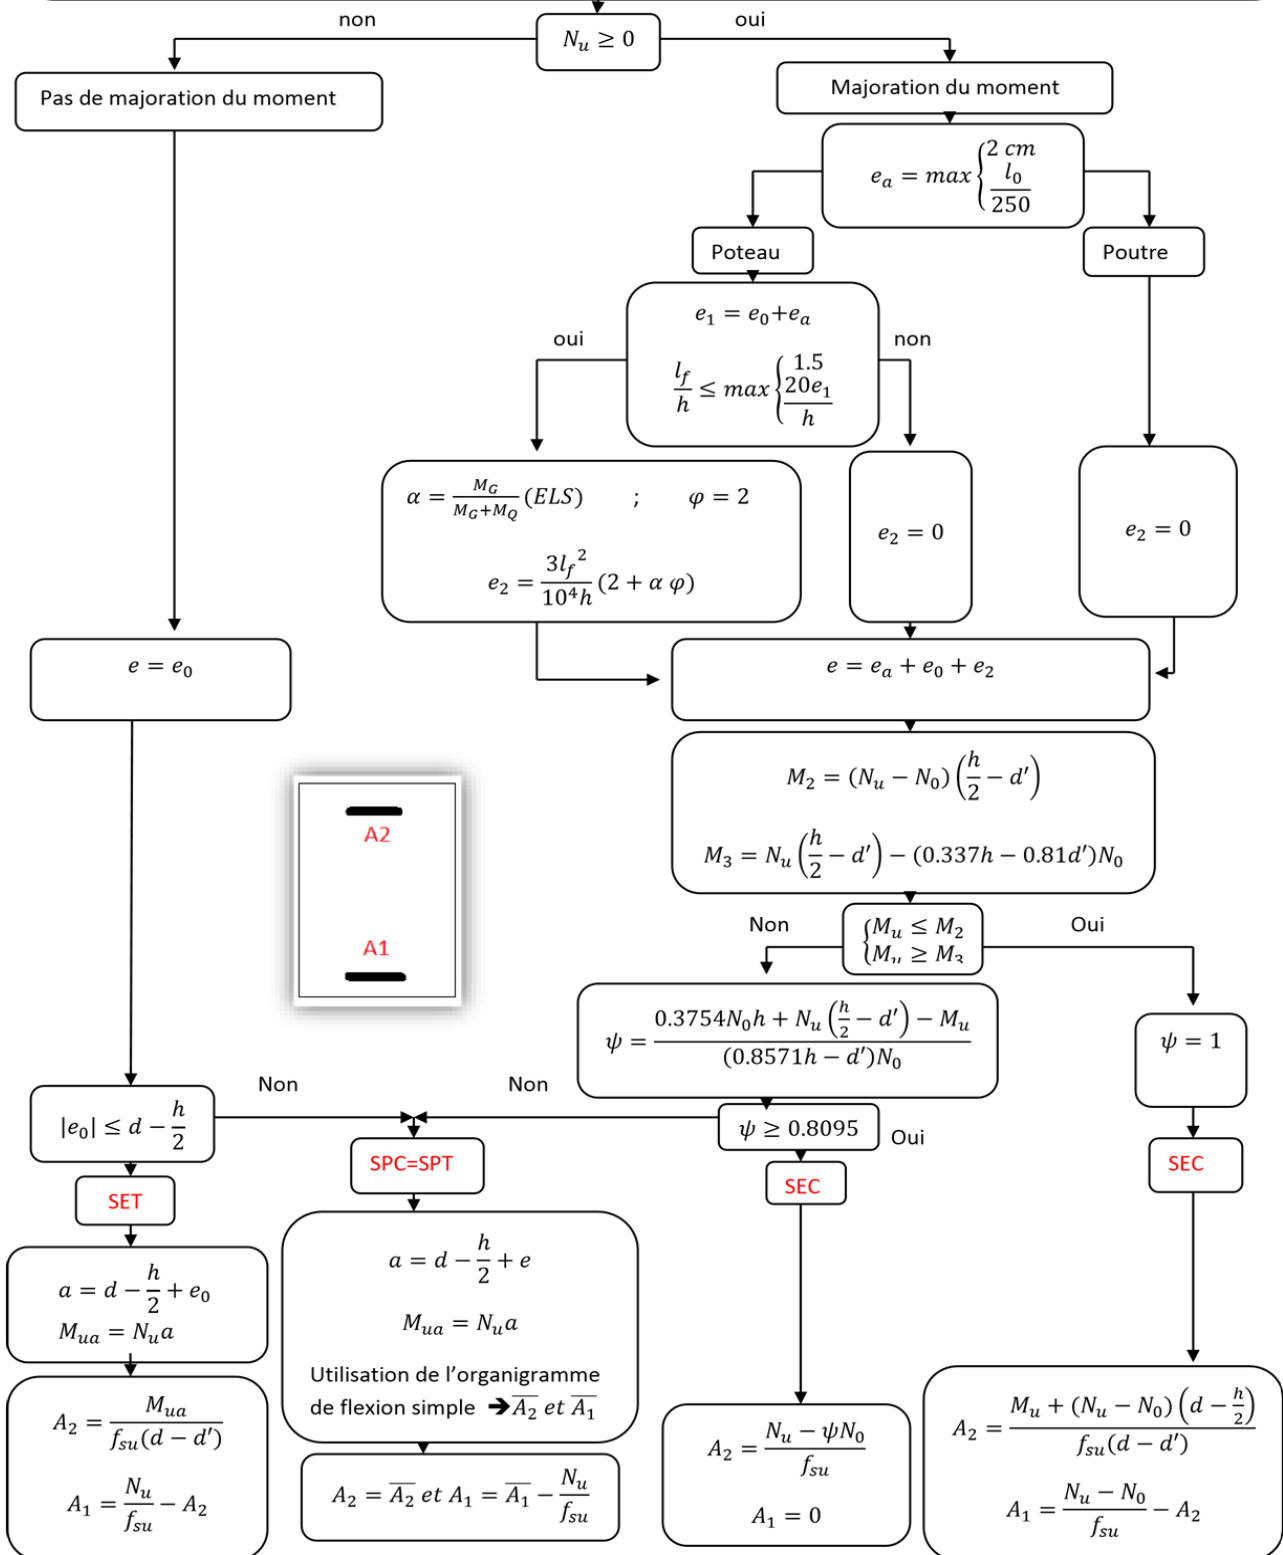 non
oui
N_u ≥ 0
Pas de majoration du moment
Majoration du moment
e_a = max { 2 cm ; l_0/250
Poteau
Poutre
e_1 = e_0+e_a
oui
non
l_f/h ≤ max { 1.5 ; 20e_1/h
α = M_G/(M_G+M_Q) (ELS) ; φ = 2
e_2 = 3l_f²/(10⁴h) (2 + α φ)
e_2 = 0
e_2 = 0
e = e_0
e = e_a + e_0 + e_2
M_2 = (N_u − N_0)(h/2 − d′)
M_3 = N_u(h/2 − d′) − (0.337h − 0.81d′)N_0
A2
A1
Non
{ M_u ≤ M_2
M_u ≥ M_3
Oui
ψ = (0.3754N_0h + N_u(h/2 − d′) − M_u)/((0.8571h − d′)N_0)
ψ = 1
Non
Non
|e_0| ≤ d − h/2
ψ ≥ 0.8095
Oui
SET
SPC=SPT
SEC
SEC
a = d − h/2 + e_0
M_ua = N_u a
a = d − h/2 + e
M_ua = N_u a
Utilisation de l’organigramme
de flexion simple ➔ A̅_2 et A̅_1
A_2 = M_ua/(f_su(d − d′))
A_1 = N_u/f_su − A_2
A_2 = A̅_2 et A_1 = A̅_1 − N_u/f_su
A_2 = (N_u − ψN_0)/f_su
A_1 = 0
A_2 = (M_u + (N_u − N_0)(d − h/2))/(f_su(d − d′))
A_1 = (N_u − N_0)/f_su − A_2